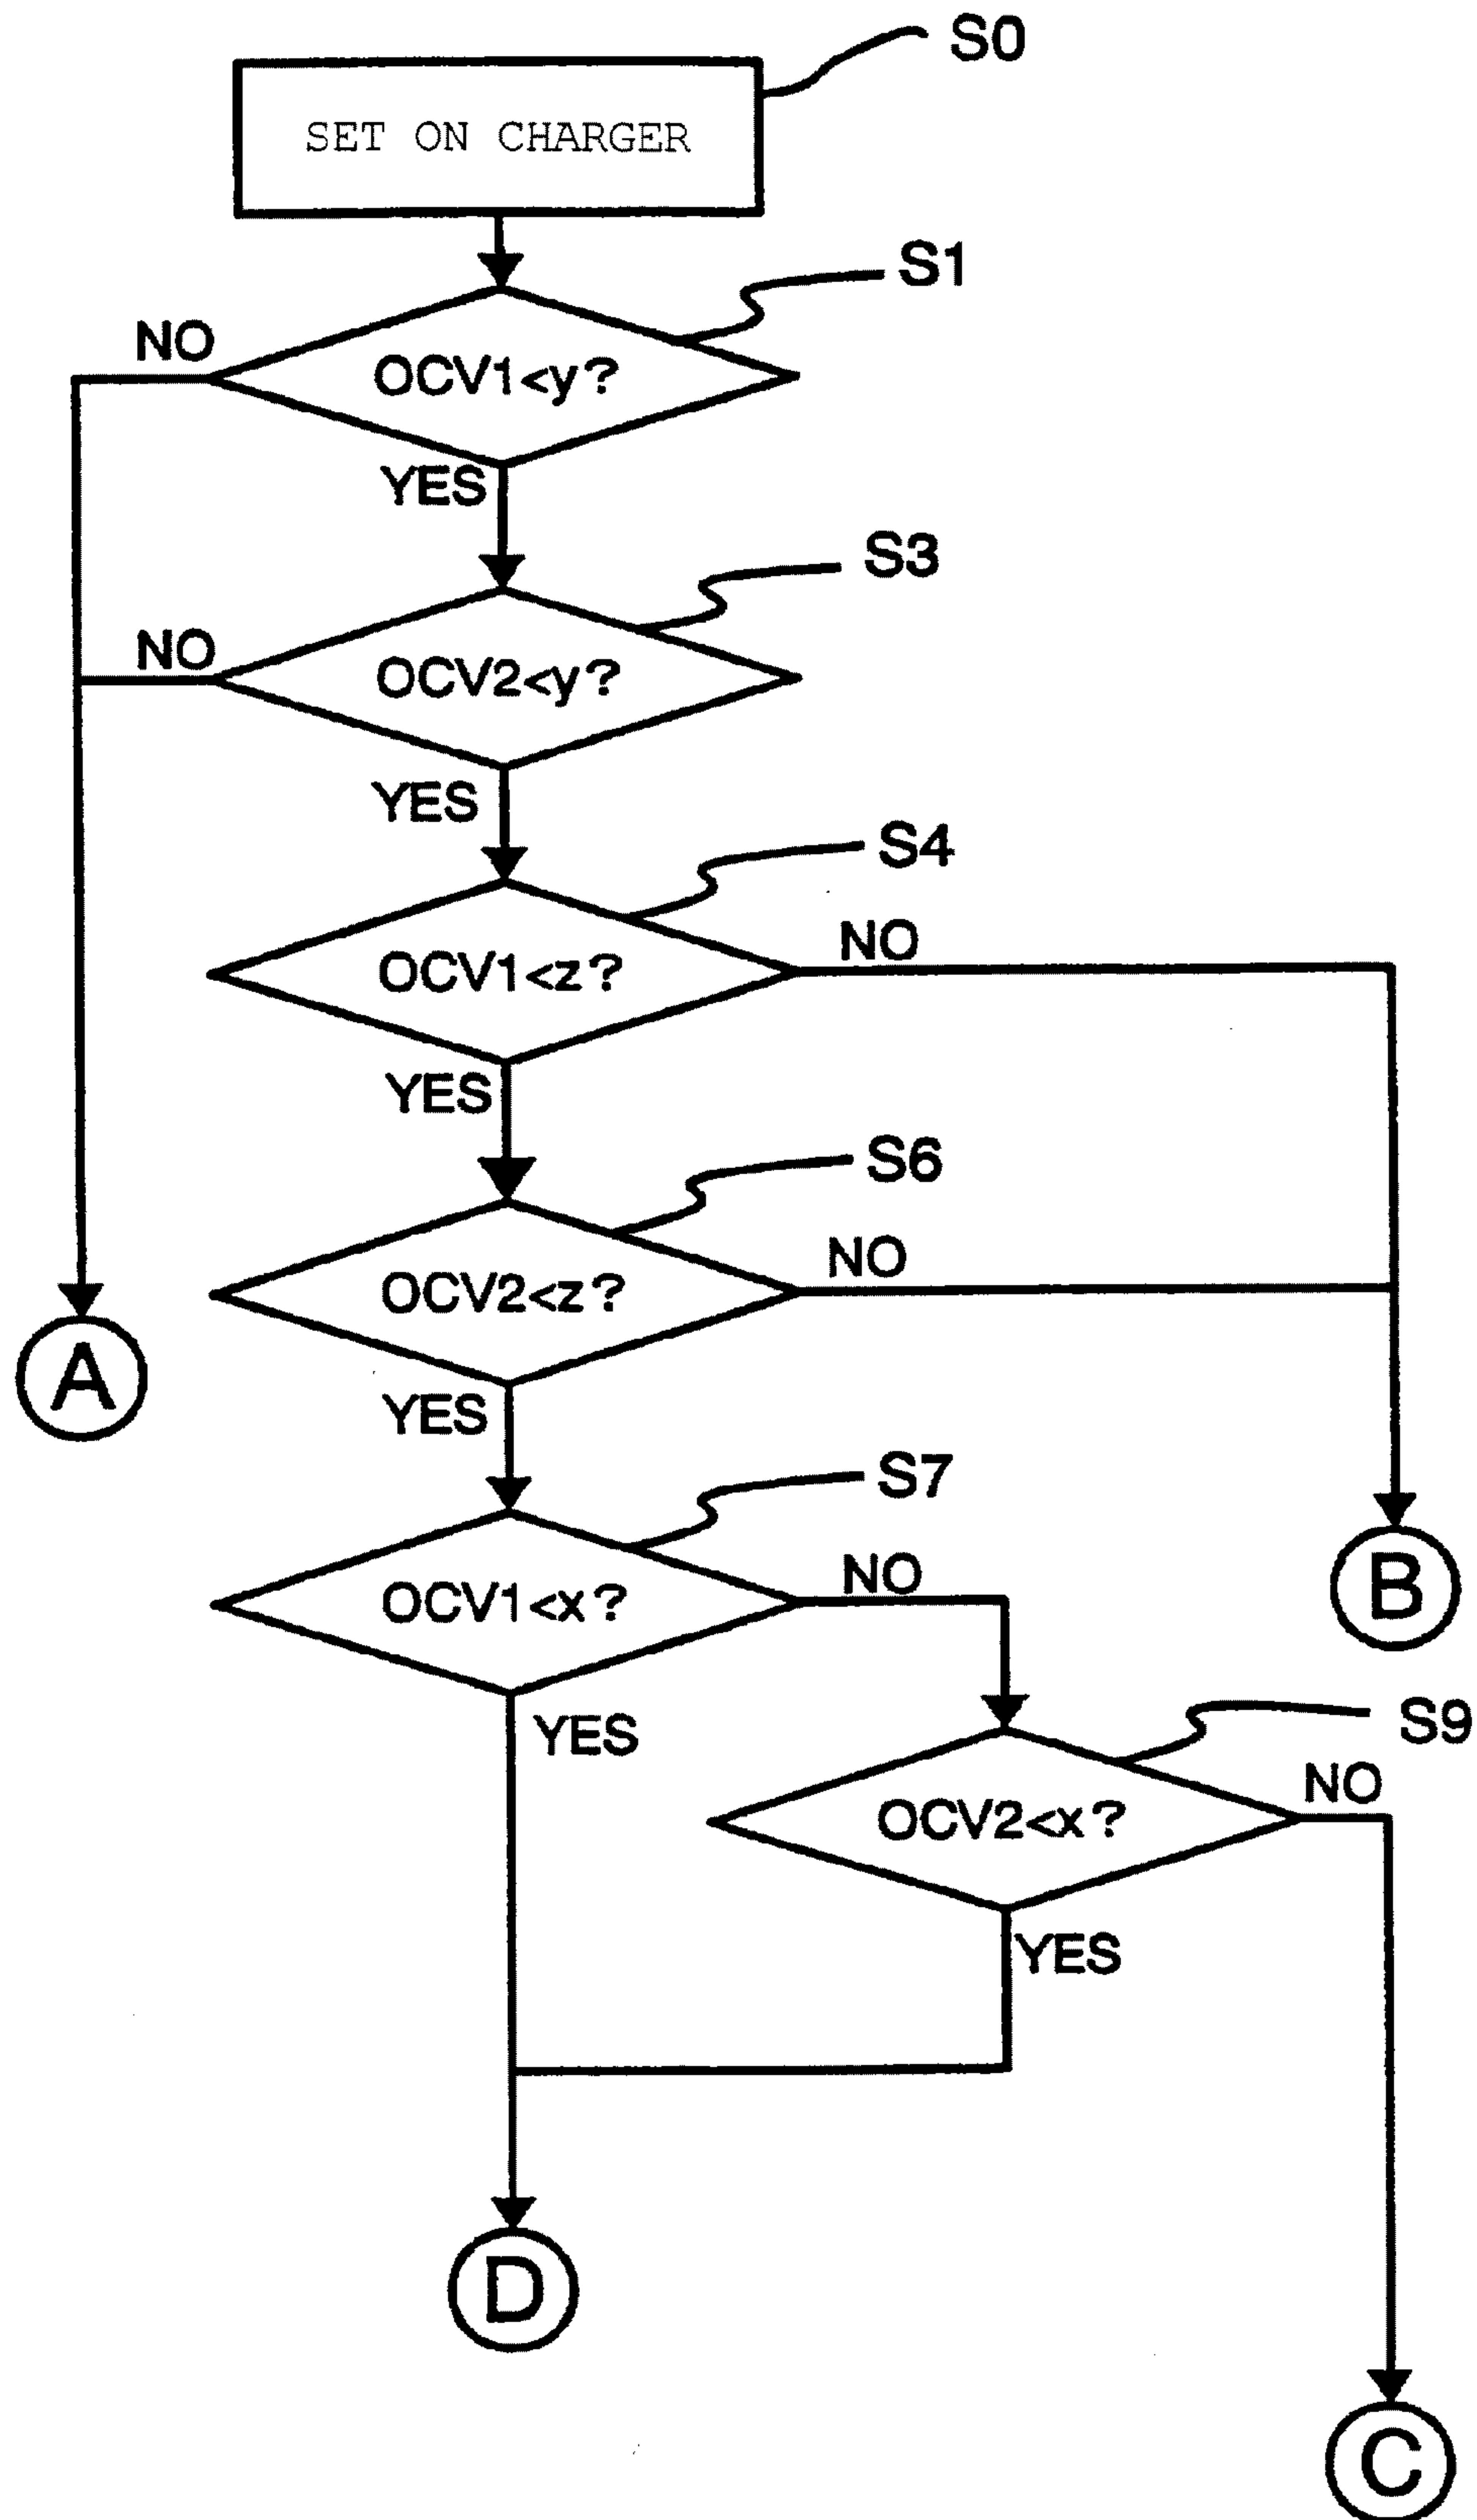 S0
SET ON CHARGER
S1
NO
OCV1<y?
YES
S3
NO
OCV2<y?
YES
S4
NO
OCV1<z?
YES
S6
NO
OCV2<z?
A
YES
S7
NO
OCV1<x?
B
YES
S9
NO
OCV2<x?
YES
D
C